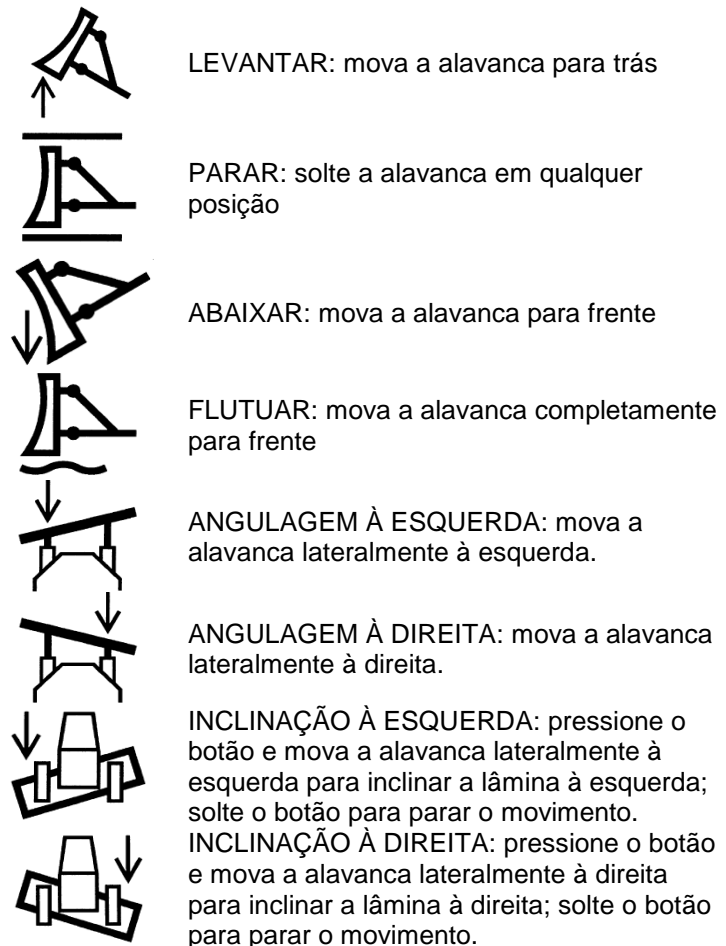 LEVANTAR: mova a alavanca para trás
PARAR: solte a alavanca em qualquer
posição
ABAIXAR: mova a alavanca para frente
FLUTUAR: mova a alavanca completamente
para frente
ANGULAGEM À ESQUERDA: mova a
alavanca lateralmente à esquerda.
ANGULAGEM À DIREITA: mova a alavanca
lateralmente à direita.
INCLINAÇÃO À ESQUERDA: pressione o
botão e mova a alavanca lateralmente à
esquerda para inclinar a lâmina à esquerda;
solte o botão para parar o movimento.
INCLINAÇÃO À DIREITA: pressione o botão
e mova a alavanca lateralmente à direita
para inclinar a lâmina à direita; solte o botão
para parar o movimento.